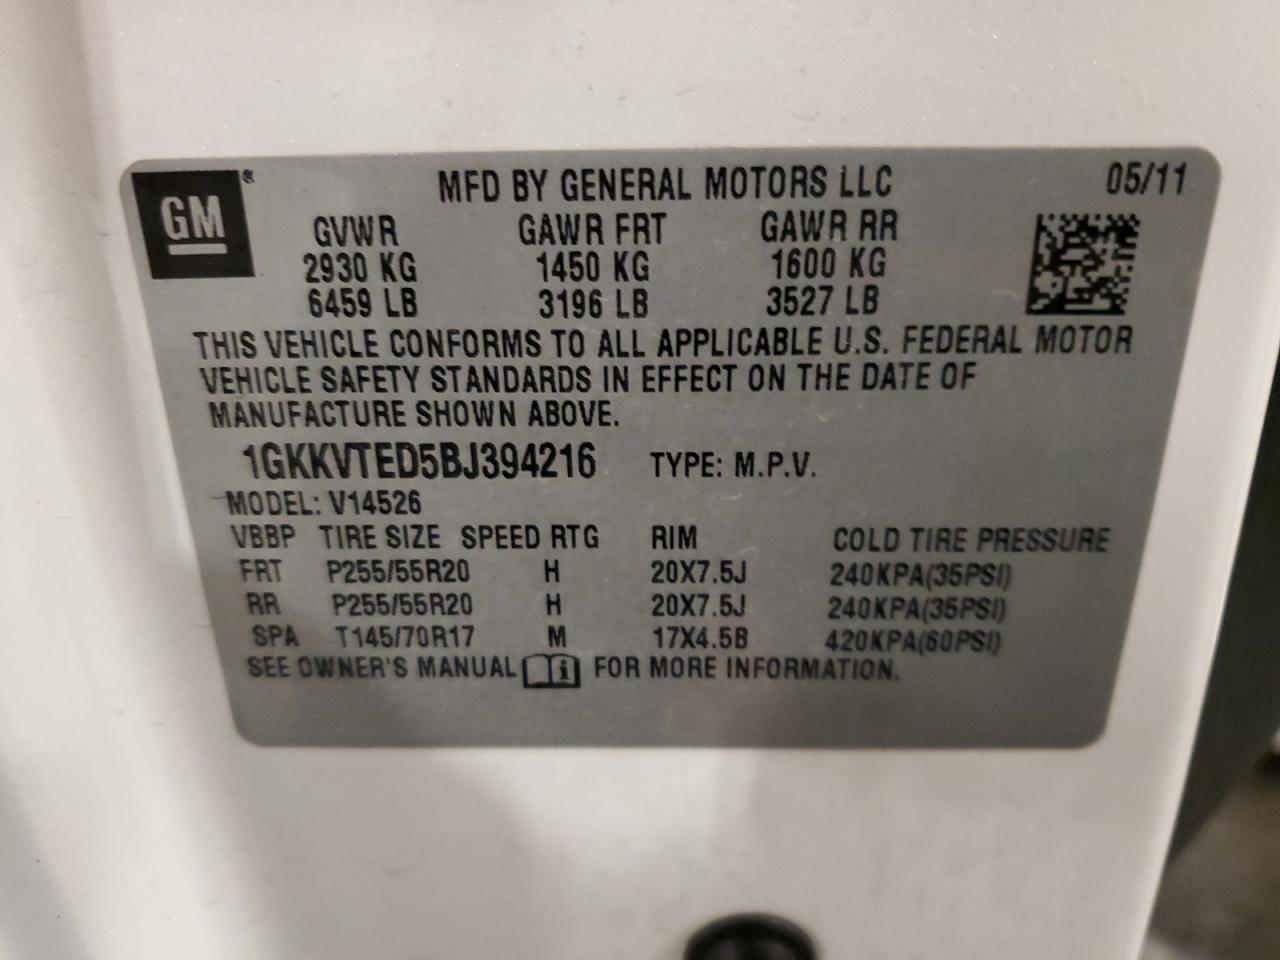 GM®
MFD BY GENERAL MOTORS LLC 05/11
GVWR GAWR FRT GAWR RR
2930 KG 1450 KG 1600 KG
6459 LB 3196 LB 3527 LB
THIS VEHICLE CONFORMS TO ALL APPLICABLE U.S. FEDERAL MOTOR
VEHICLE SAFETY STANDARDS IN EFFECT ON THE DATE OF
MANUFACTURE SHOWN ABOVE.
1GKKVTED5BJ394216 TYPE: M.P.V.
MODEL: V14526
VBBP TIRE SIZE SPEED RTG RIM COLD TIRE PRESSURE
FRT P255/55R20 H 20X7.5J 240KPA(35PSI)
RR P255/55R20 H 20X7.5J 240KPA(35PSI)
SPA T145/70R17 M 17X4.5B 420KPA(60PSI)
SEE OWNER'S MANUAL i FOR MORE INFORMATION.